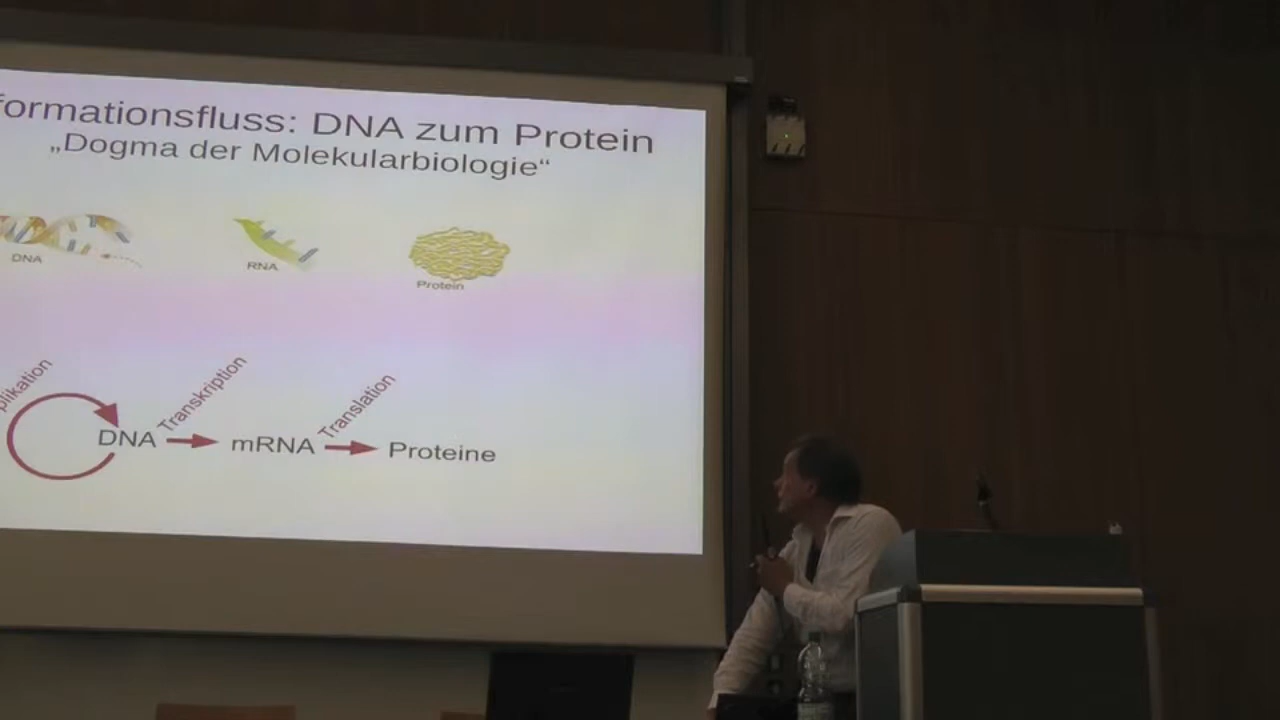 formationsfluss: DNA zum Protein
„Dogma der Molekularbiologie“
DNA
RNA
Protein
plikation
Transkription
Translation
DNA
mRNA
Proteine